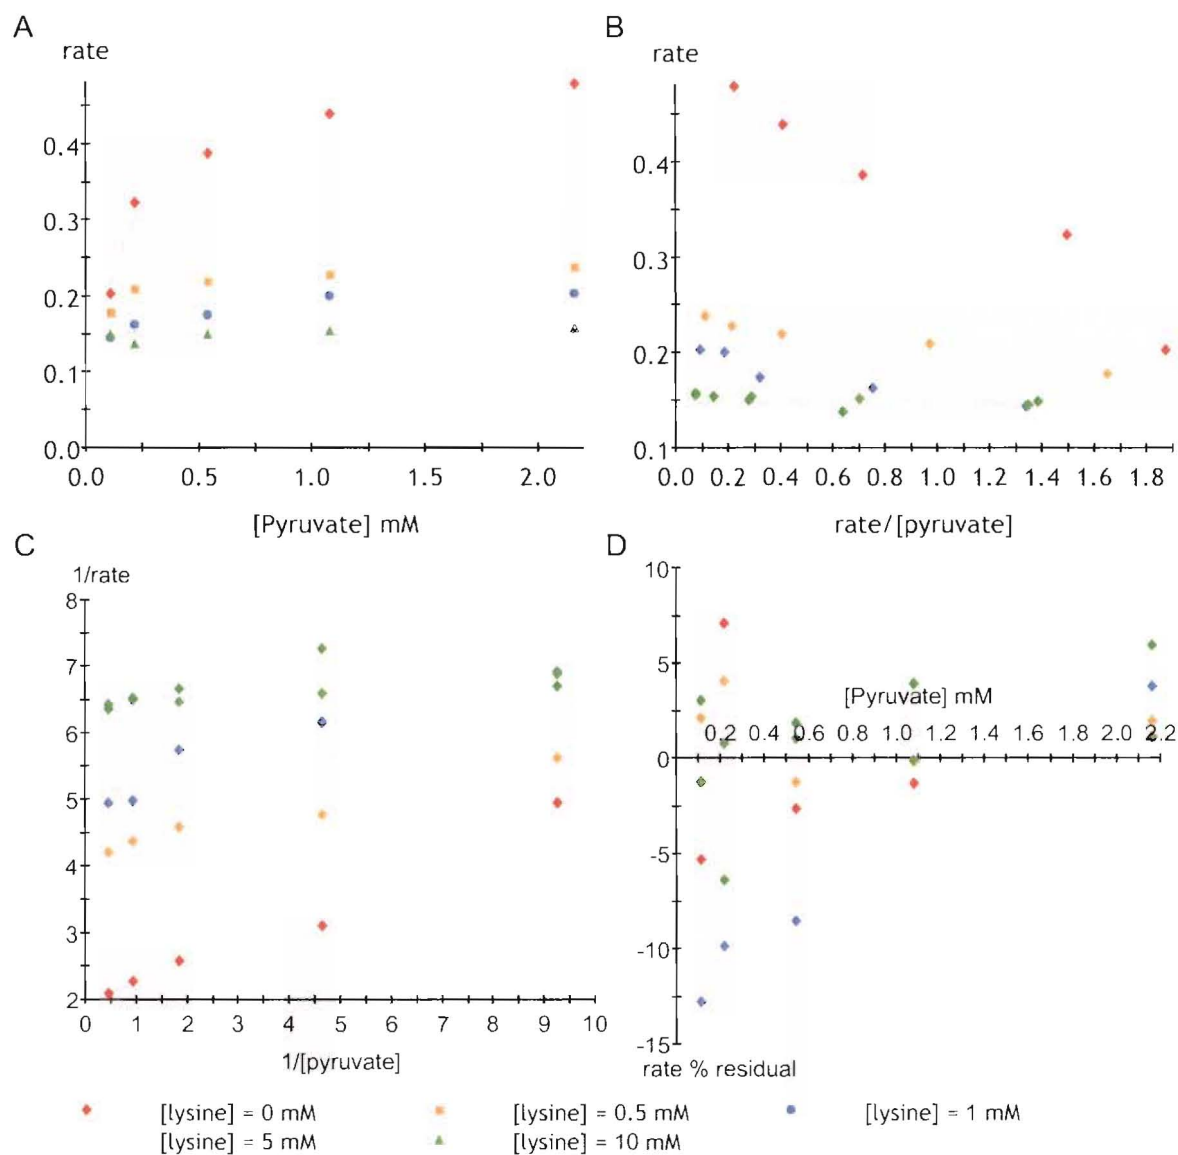 A
rate
0.4
0.3
0.2
0.1
0.0
0.0 0.5 1.0 1.5 2.0
[Pyruvate] mM
B
rate
0.4
0.3
0.2
0.1
0.0 0.2 0.4 0.6 0.8 1.0 1.2 1.4 1.6 1.8
rate/[pyruvate]
C
1/rate
8
7
6
5
4
3
2
0 1 2 3 4 5 6 7 8 9 10
1/[pyruvate]
D
10
5
0
-5
-10
-15
[Pyruvate] mM
0.2 0.4 0.6 0.8 1.0 1.2 1.4 1.6 1.8 2.0 2.2
rate % residual
[lysine] = 0 mM [lysine] = 0.5 mM [lysine] = 1 mM
[lysine] = 5 mM [lysine] = 10 mM